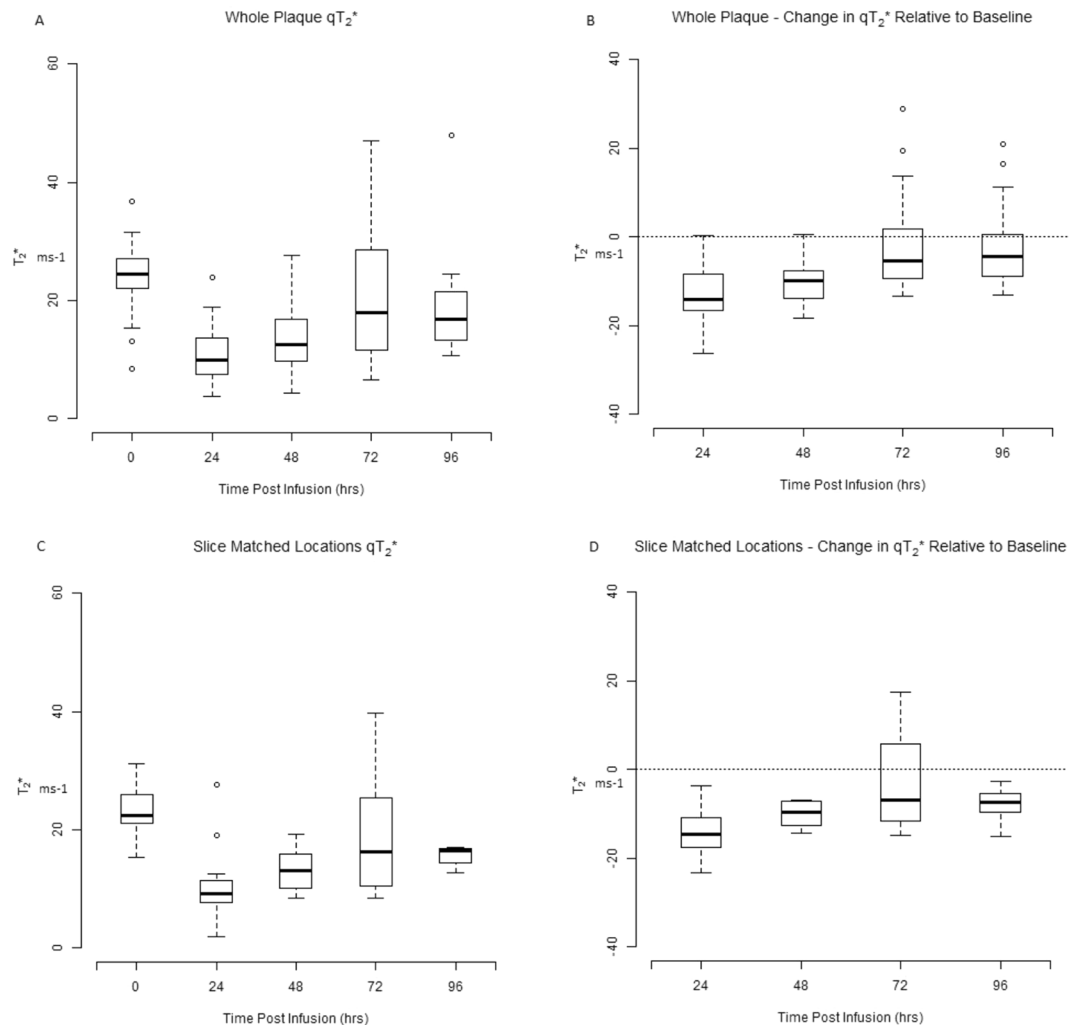 A Whole Plaque qT₂*
60
40
20
0
T₂* ms-1
0 24 48 72 96
Time Post Infusion (hrs)
B Whole Plaque - Change in qT₂* Relative to Baseline
40
20
0
-20
-40
T₂* ms-1
24 48 72 96
Time Post Infusion (hrs)
C Slice Matched Locations qT₂*
60
40
20
0
T₂* ms-1
0 24 48 72 96
Time Post Infusion (hrs)
D Slice Matched Locations - Change in qT₂* Relative to Baseline
40
20
0
-20
-40
T₂* ms-1
24 48 72 96
Time Post Infusion (hrs)